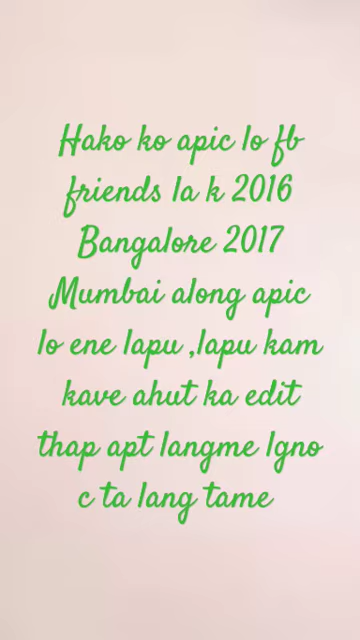 Hako ko apic lo fb
friends la k 2016
Bangalore 2017
Mumbai along apic
lo ene lapu ,lapu kam
kave ahut ka edit
thap apt langme Igno
c ta lang tame